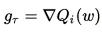 g_τ = ∇Q_i(w)